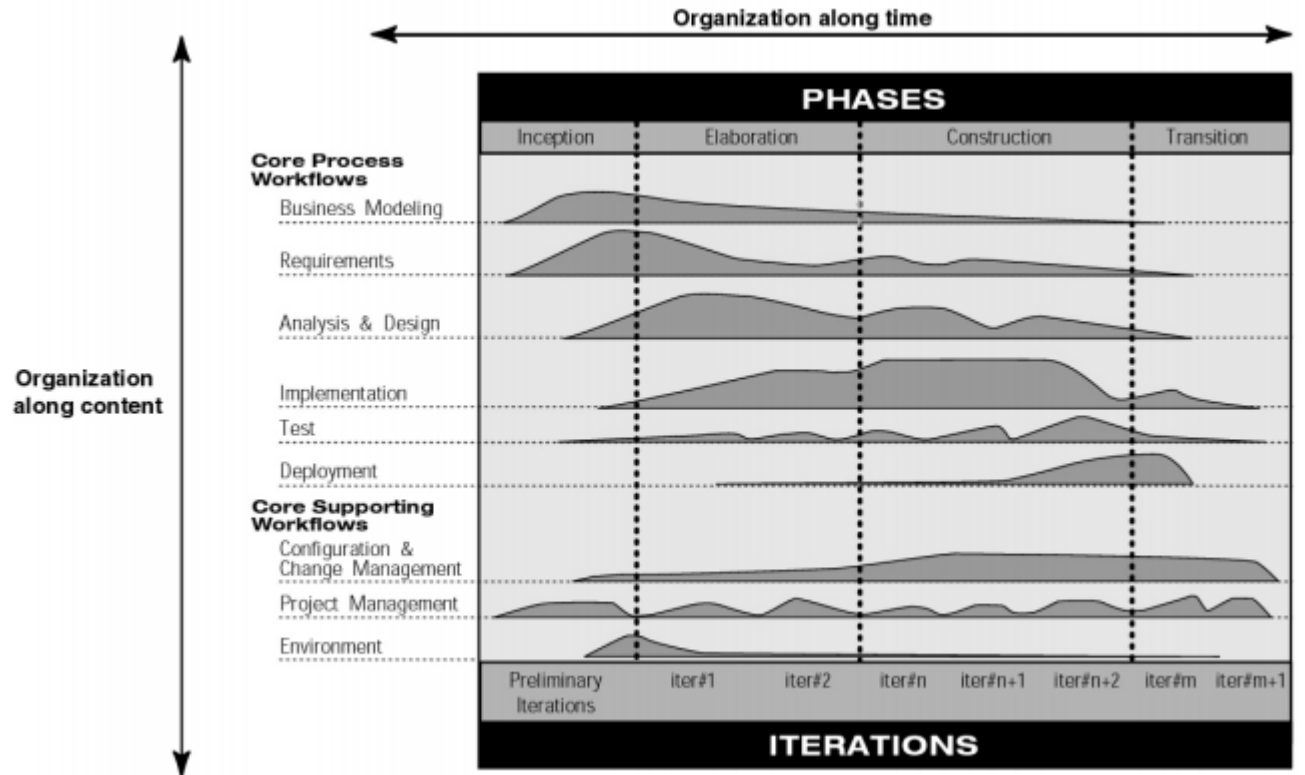 Organization along time
PHASES
Inception Elaboration Construction Transition
Core Process
Workflows
Business Modeling
Requirements
Analysis & Design
Implementation
Test
Deployment
Core Supporting
Workflows
Configuration &
Change Management
Project Management
Environment
Organization
along content
Preliminary
Iterations
iter#1 iter#2 iter#n iter#n+1 iter#n+2 iter#m iter#m+1
ITERATIONS